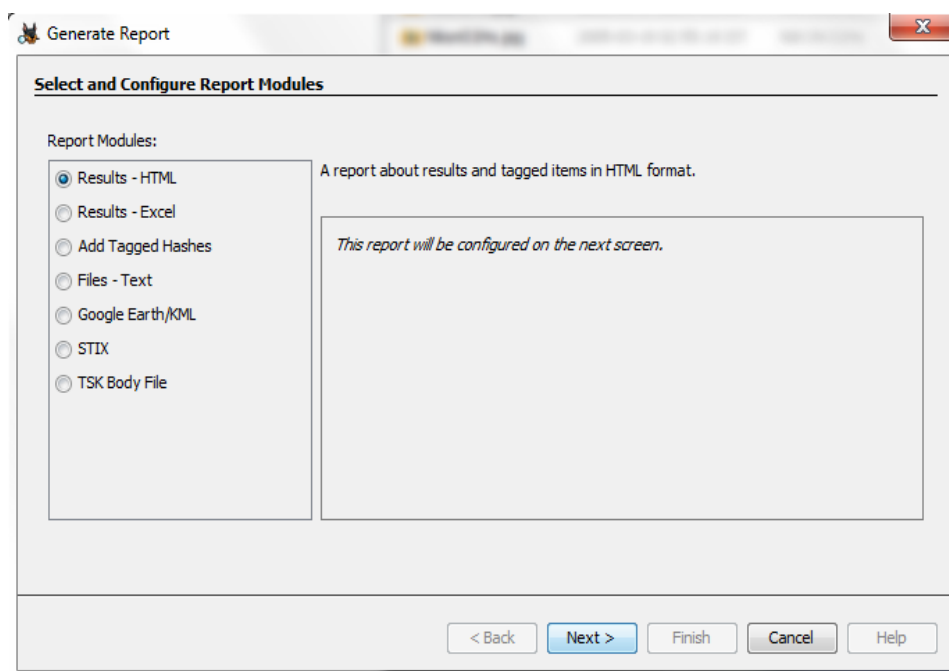 Generate Report
Select and Configure Report Modules
Report Modules:
Results - HTML
Results - Excel
Add Tagged Hashes
Files - Text
Google Earth/KML
STIX
TSK Body File
A report about results and tagged items in HTML format.
This report will be configured on the next screen.
< Back
Next >
Finish
Cancel
Help